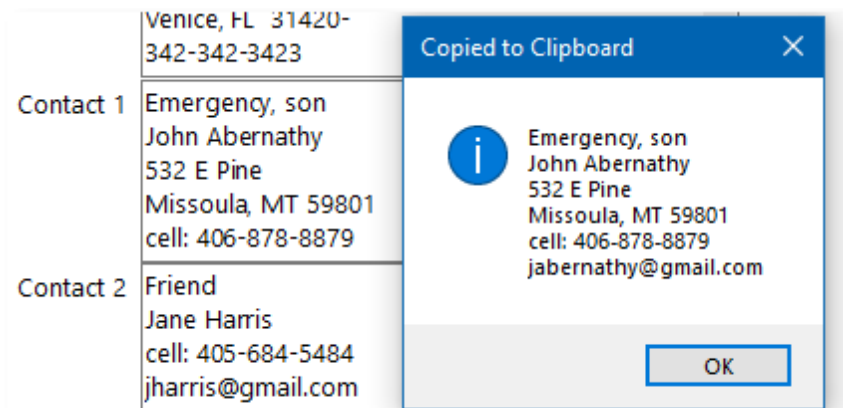 Venice, FL 31420-
342-342-3423
Contact 1
Emergency, son
John Abernathy
532 E Pine
Missoula, MT 59801
cell: 406-878-8879
Contact 2
Friend
Jane Harris
cell: 405-684-5484
jharris@gmail.com
Copied to Clipboard
Emergency, son
John Abernathy
532 E Pine
Missoula, MT 59801
cell: 406-878-8879
jabernathy@gmail.com
OK